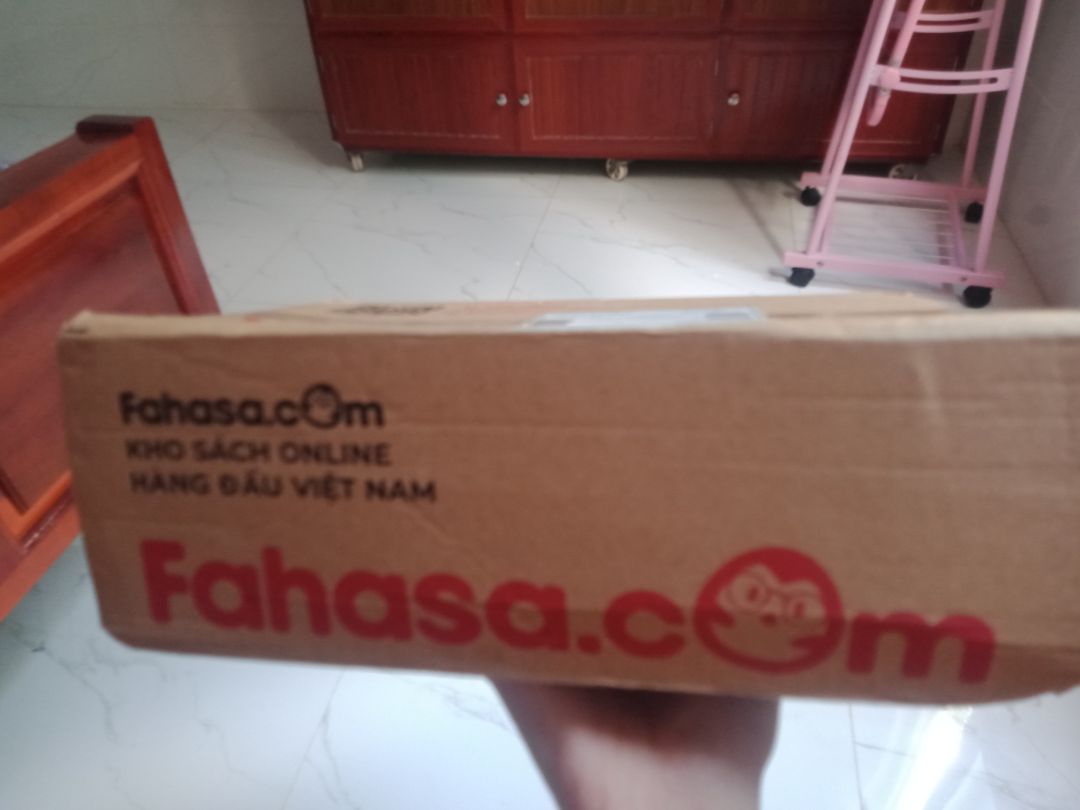 Fahasa.com
KHO SÁCH ONLINE
HÀNG ĐẦU VIỆT NAM
Fahasa.com